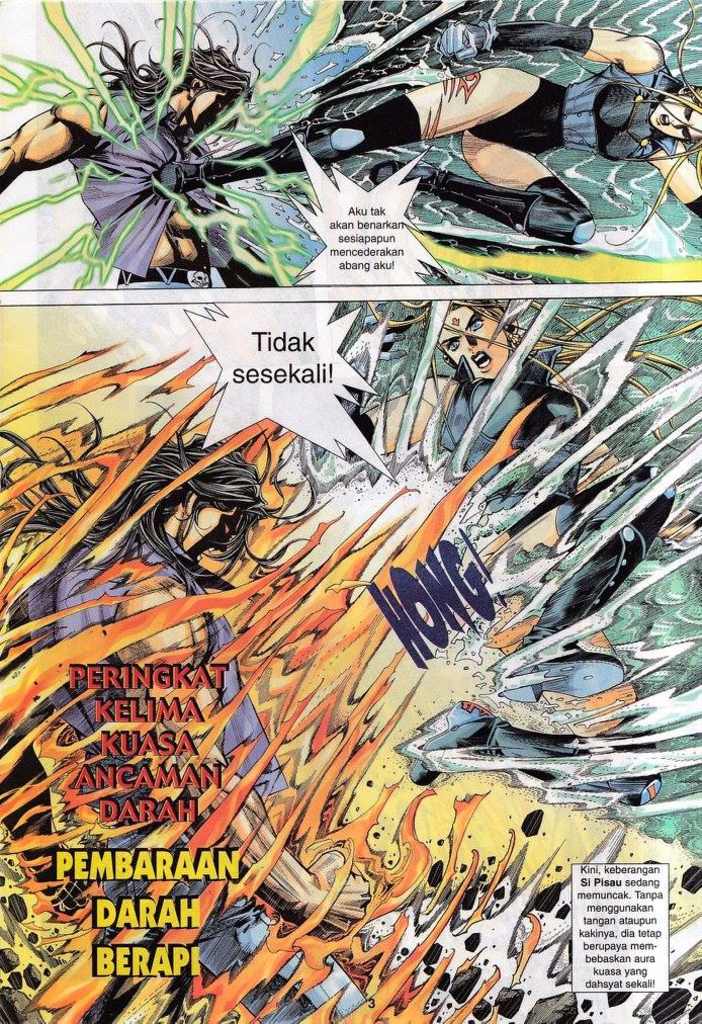 Aku tak
akan benarkan
sesiapapun
mencederakan
abang aku!
Tidak
sesekali!
HONG!
PERINGKAT
KELIMA
KUASA
ANCAMAN
DARAH
PEMBARAAN
DARAH
BERAPI
Kini, keberangan
Si Pisau sedang
memuncak. Tanpa
menggunakan
tangan ataupun
kakinya, dia tetap
berupaya mem-
bebaskan aura
kuasa yang
dahsyat sekali!
3